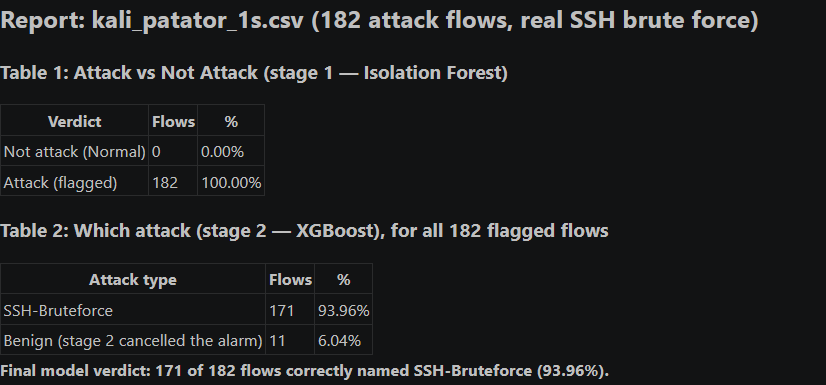 Report: kali_patator_1s.csv (182 attack flows, real SSH brute force)
Table 1: Attack vs Not Attack (stage 1 — Isolation Forest)
Verdict Flows %
Not attack (Normal) 0 0.00%
Attack (flagged) 182 100.00%
Table 2: Which attack (stage 2 — XGBoost), for all 182 flagged flows
Attack type Flows %
SSH-Bruteforce 171 93.96%
Benign (stage 2 cancelled the alarm) 11 6.04%
Final model verdict: 171 of 182 flows correctly named SSH-Bruteforce (93.96%).